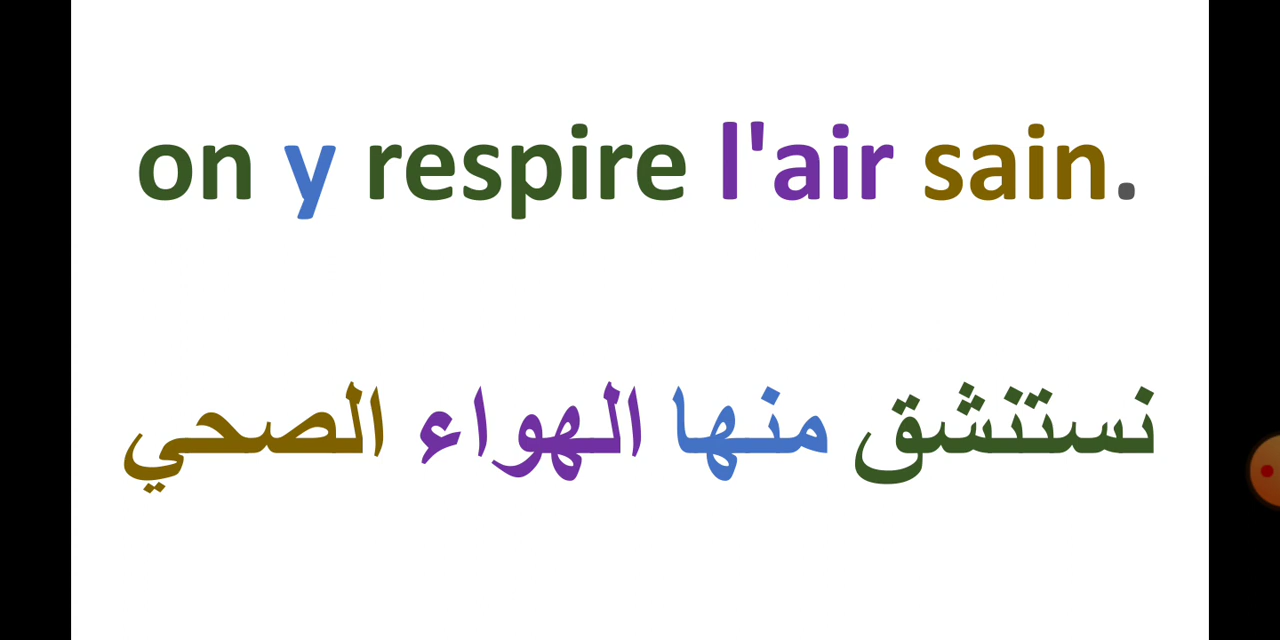 on y respire l'air sain.
نستنشق منها الهواء الصحي